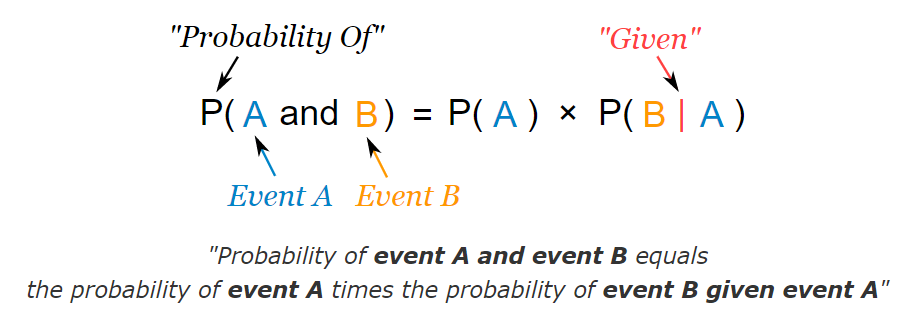 "Probability Of" "Given"
P( A and B ) = P( A ) × P( B | A )
Event A Event B
"Probability of event A and event B equals
the probability of event A times the probability of event B given event A"